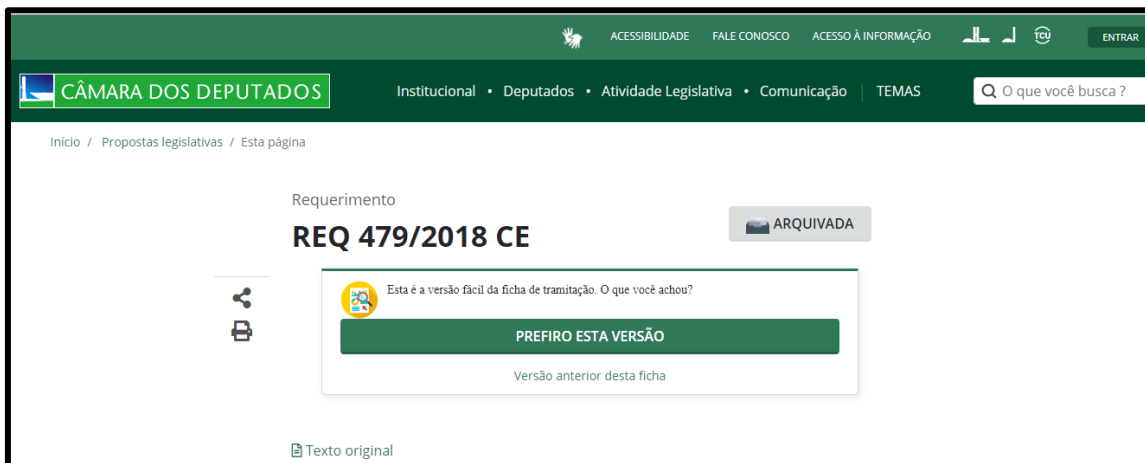 ACESSIBILIDADE FALE CONOSCO ACESSO À INFORMAÇÃO TCU ENTRAR
CÂMARA DOS DEPUTADOS Institucional • Deputados • Atividade Legislativa • Comunicação | TEMAS O que você busca ?
Início / Propostas legislativas / Esta página
Requerimento
REQ 479/2018 CE
ARQUIVADA
Esta é a versão fácil da ficha de tramitação. O que você achou?
PREFIRO ESTA VERSÃO
Versão anterior desta ficha
Texto original